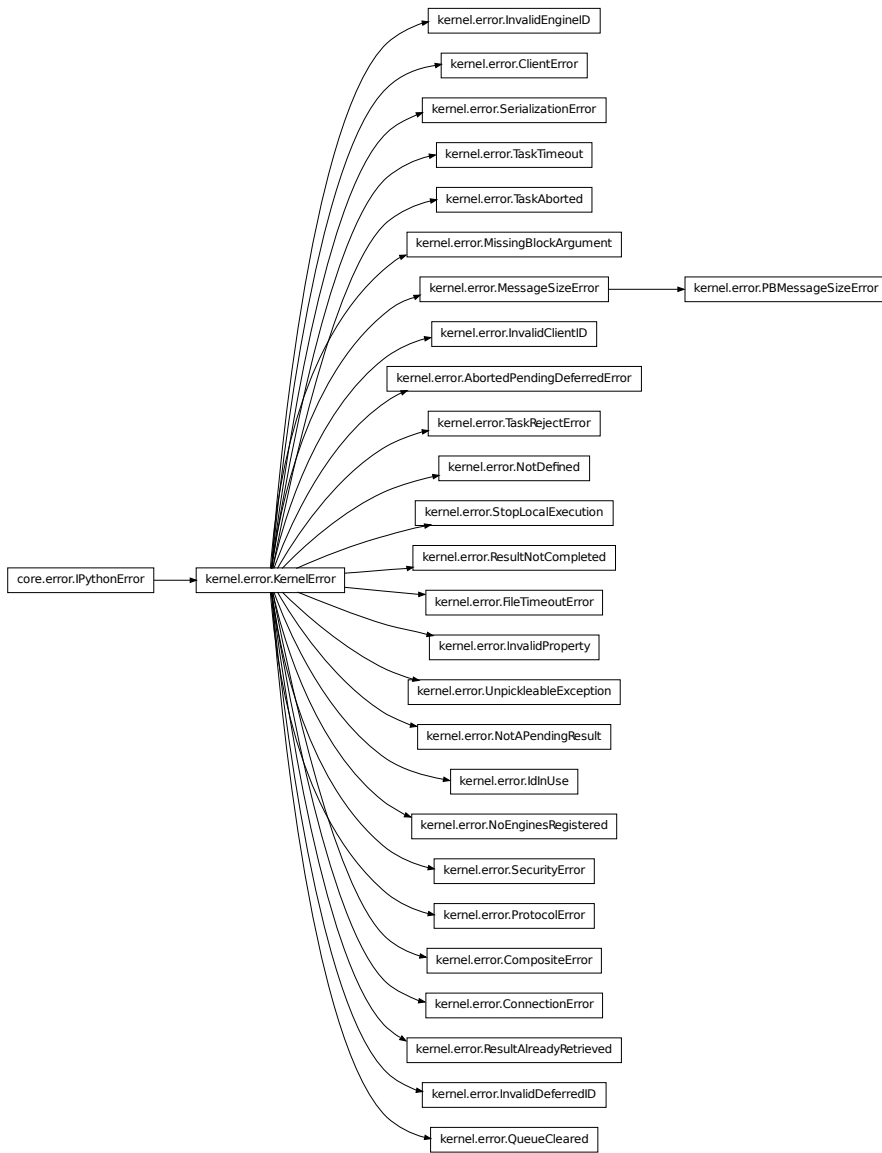 kernel.error.InvalidEngineID
kernel.error.ClientError
kernel.error.SerializationError
kernel.error.TaskTimeout
kernel.error.TaskAborted
kernel.error.MissingBlockArgument
kernel.error.MessageSizeError
kernel.error.PBMessageSizeError
kernel.error.InvalidClientID
kernel.error.AbortedPendingDeferredError
kernel.error.TaskRejectError
kernel.error.NotDefined
kernel.error.StopLocalExecution
kernel.error.ResultNotCompleted
core.error.IPythonError
kernel.error.KernelError
kernel.error.FileTimeoutError
kernel.error.InvalidProperty
kernel.error.UnpickleableException
kernel.error.NotAPendingResult
kernel.error.IdInUse
kernel.error.NoEnginesRegistered
kernel.error.SecurityError
kernel.error.ProtocolError
kernel.error.CompositeError
kernel.error.ConnectionError
kernel.error.ResultAlreadyRetrieved
kernel.error.InvalidDeferredID
kernel.error.QueueCleared